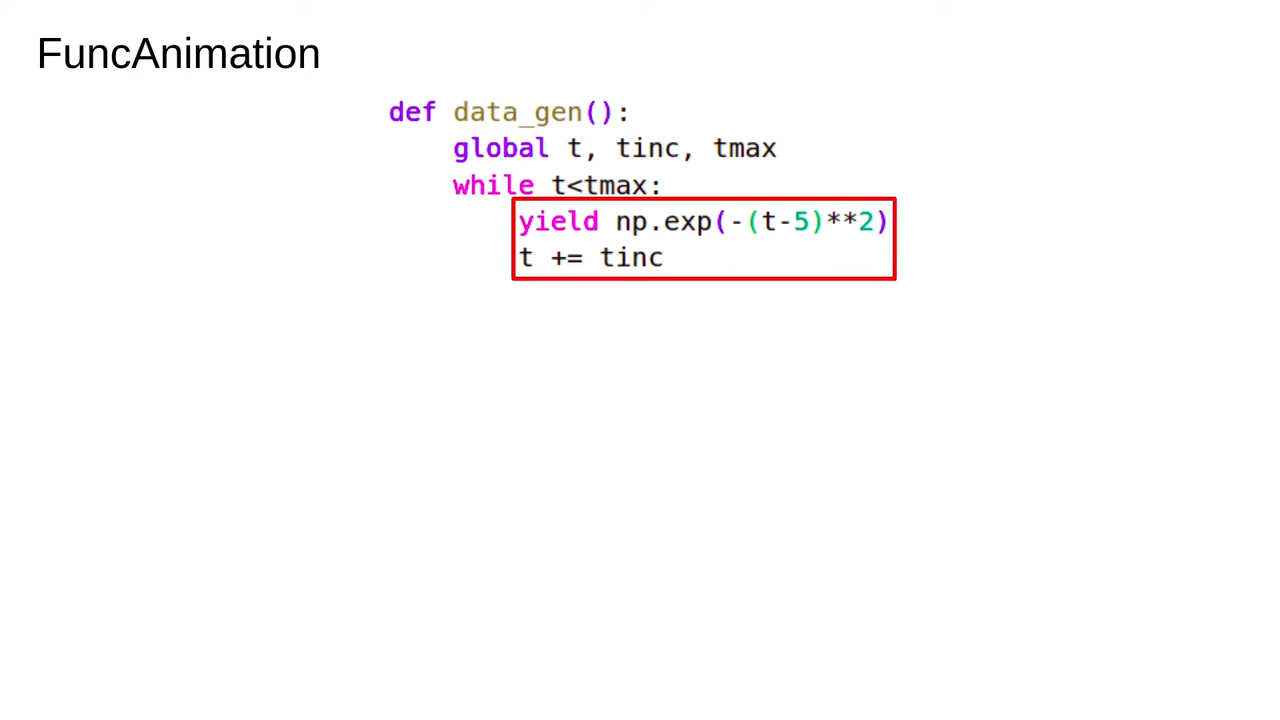 FuncAnimation
def data_gen():
    global t, tinc, tmax
    while t<tmax:
        yield np.exp(-(t-5)**2)
        t += tinc